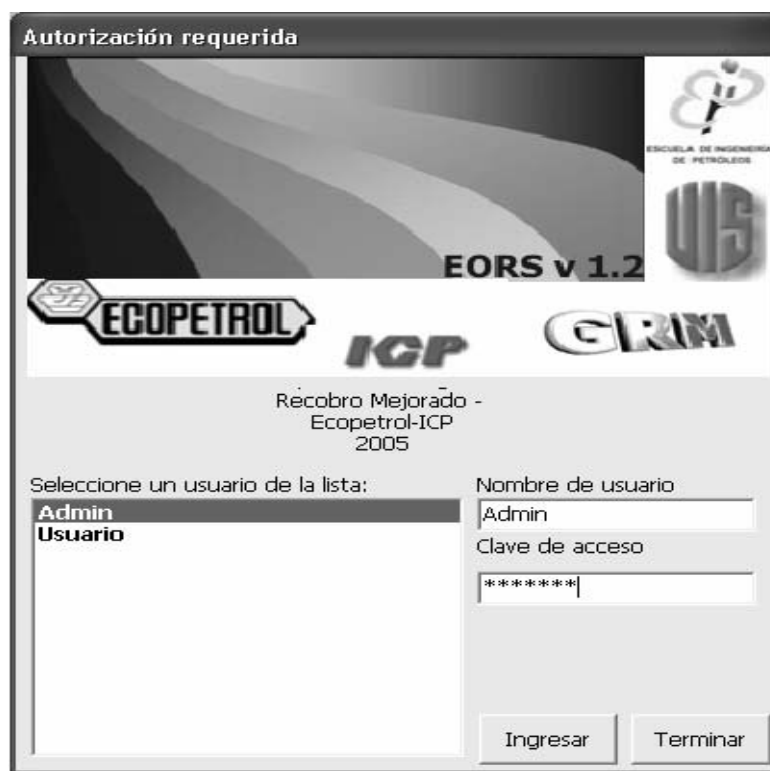 Autorización requerida
ESCUELA DE INGENIERÍA
DE PETRÓLEOS
UIS
EORS v 1.2
ECOPETROL
ICP
GRM
Recobro Mejorado -
Ecopetrol-ICP
2005
Seleccione un usuario de la lista:
Admin
Usuario
Nombre de usuario
Admin
Clave de acceso
*******
Ingresar
Terminar